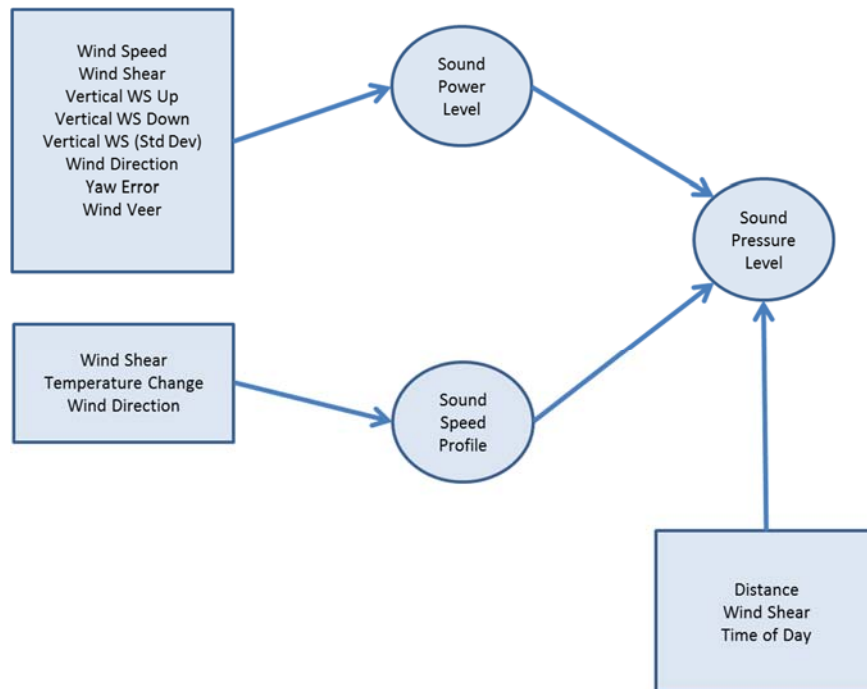 Wind Speed
Wind Shear
Vertical WS Up
Vertical WS Down
Vertical WS (Std Dev)
Wind Direction
Yaw Error
Wind Veer
Sound
Power
Level
Sound
Pressure
Level
Wind Shear
Temperature Change
Wind Direction
Sound
Speed
Profile
Distance
Wind Shear
Time of Day